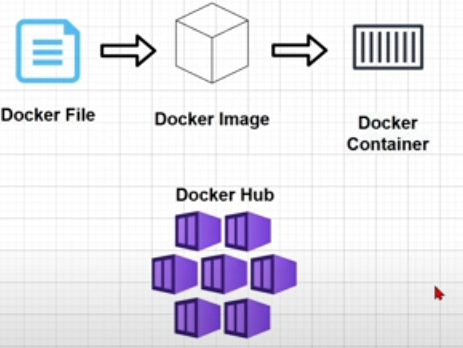 Docker File
Docker Image
Docker
Container
Docker Hub